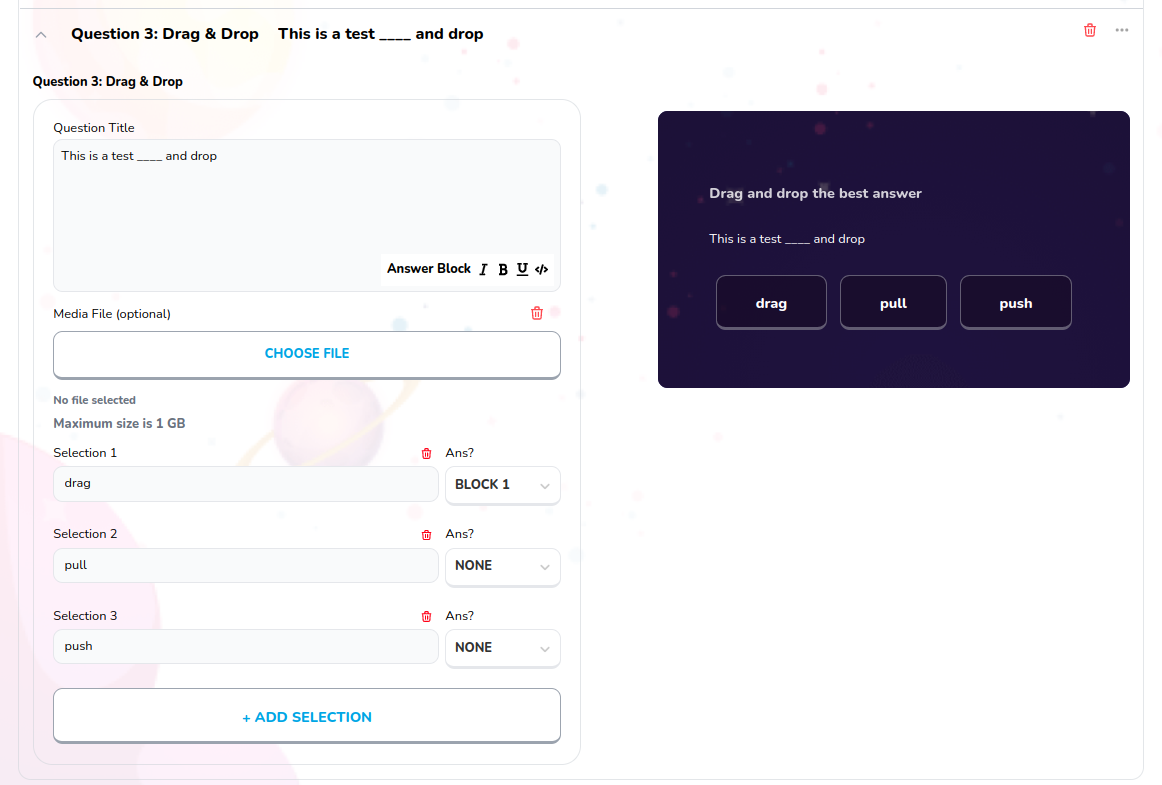 Question 3: Drag & Drop This is a test ____ and drop
Question 3: Drag & Drop
Question Title
This is a test ____ and drop
Answer Block I B U </>
Media File (optional)
CHOOSE FILE
No file selected
Maximum size is 1 GB
Selection 1 Ans?
drag BLOCK 1
Selection 2 Ans?
pull NONE
Selection 3 Ans?
push NONE
+ ADD SELECTION
Drag and drop the best answer
This is a test ____ and drop
drag pull push